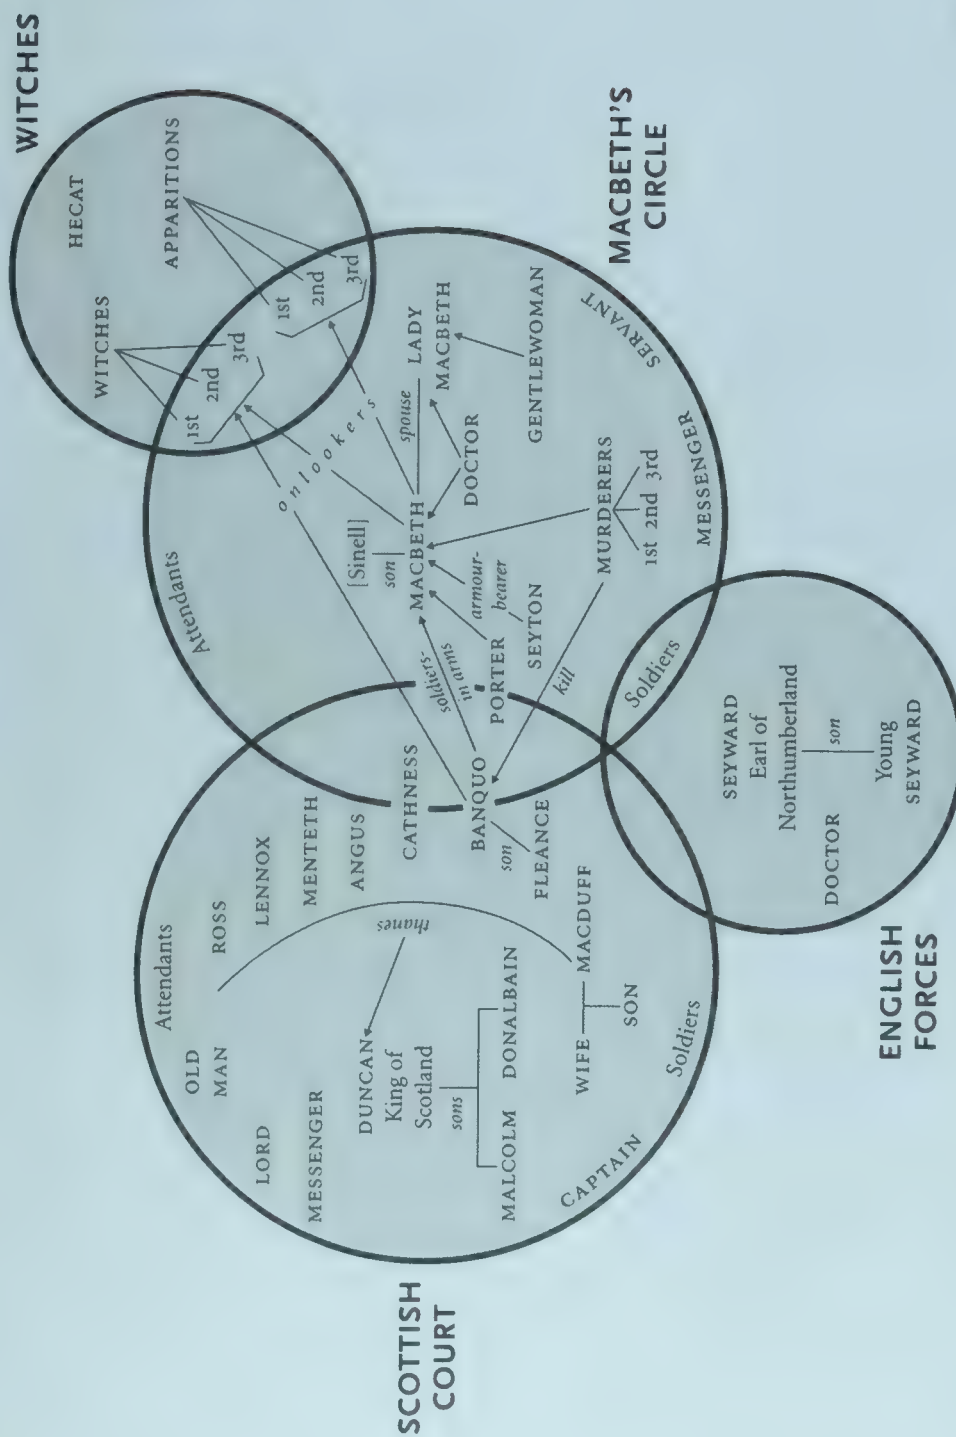 WITCHES
HECAT
WITCHES
APPARITIONS
1st
2nd
3rd
1st
2nd
3rd
MACBETH'S
CIRCLE
Attendants
onlookers
[Sinell]
son
MACBETH
spouse
LADY
MACBETH
DOCTOR
GENTLEWOMAN
SERVANT
MESSENGER
MURDERERS
1st 2nd 3rd
armour-
bearer
SEYTON
PORTER
soldiers-
in arms
kill
Soldiers
SCOTTISH
COURT
Attendants
OLD
MAN
ROSS
LENNOX
MENTETH
ANGUS
CATHNESS
BANQUO
son
FLEANCE
thanes
LORD
MESSENGER
DUNCAN
King of
Scotland
sons
MALCOLM
DONALBAIN
WIFE
MACDUFF
SON
CAPTAIN
Soldiers
ENGLISH
FORCES
SEYWARD
Earl of
Northumberland
son
Young
SEYWARD
DOCTOR